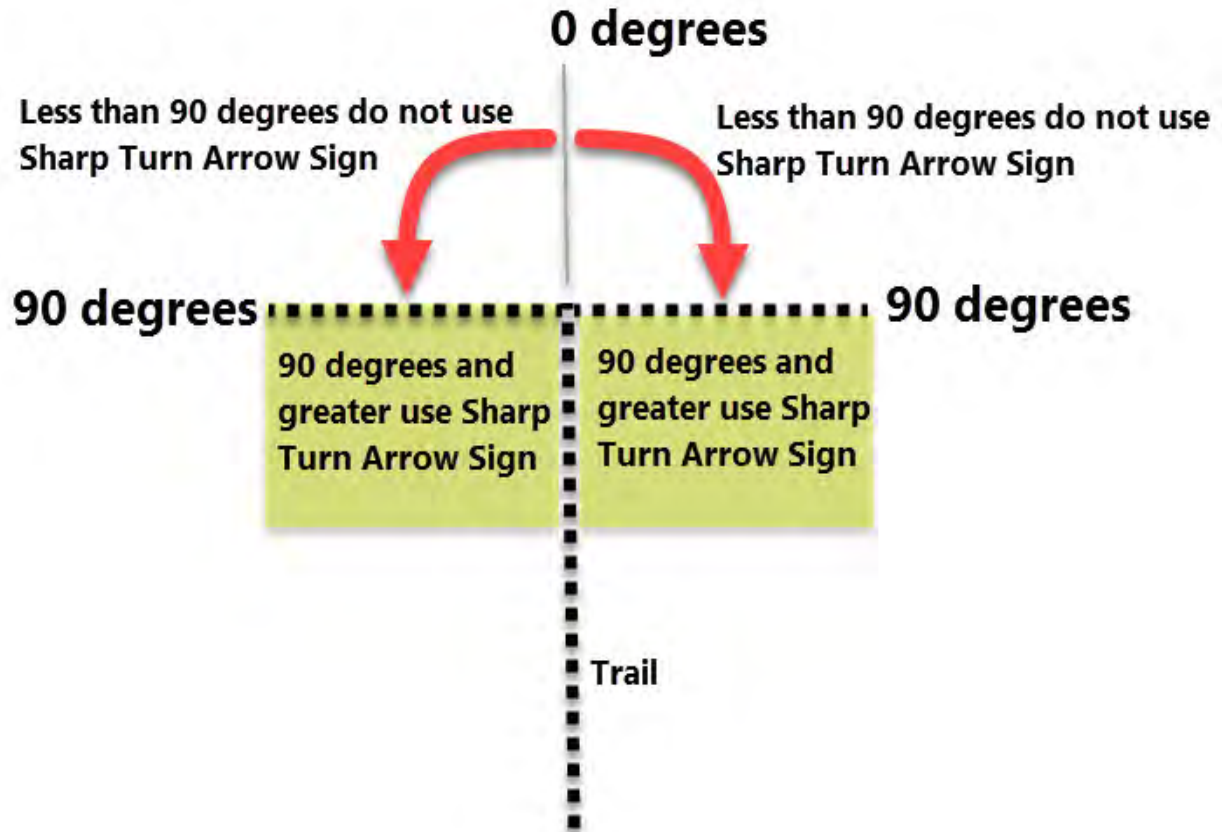 0 degrees
Less than 90 degrees do not use
Sharp Turn Arrow Sign
Less than 90 degrees do not use
Sharp Turn Arrow Sign
90 degrees
90 degrees
90 degrees and
greater use Sharp
Turn Arrow Sign
90 degrees and
greater use Sharp
Turn Arrow Sign
Trail